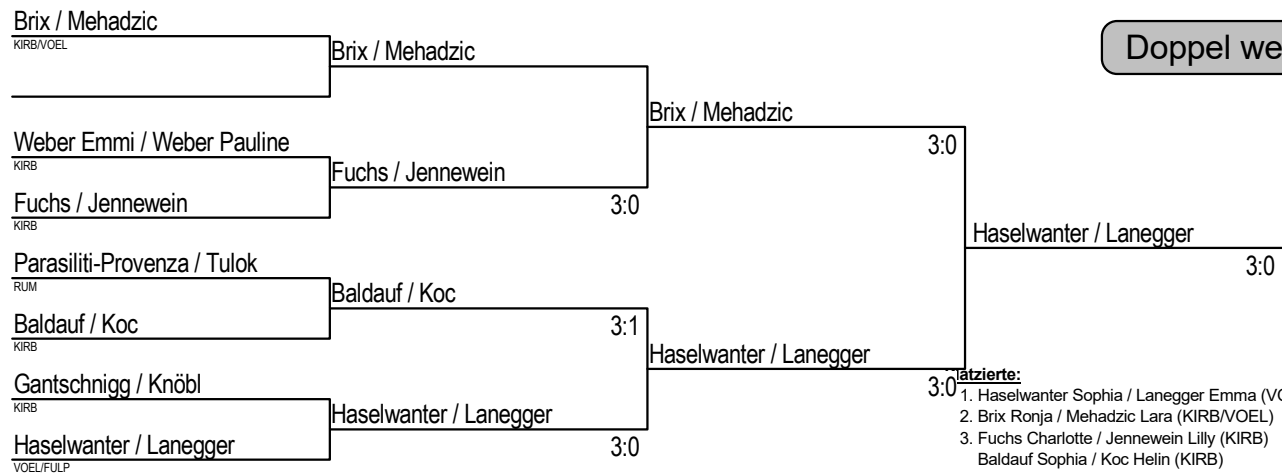 Brix / Mehadzic
KIRB/VOEL
Brix / Mehadzic
Doppel we
Brix / Mehadzic
3:0
Weber Emmi / Weber Pauline
KIRB
Fuchs / Jennewein
3:0
Fuchs / Jennewein
KIRB
Haselwanter / Lanegger
3:0
Parasiliti-Provenza / Tulok
RUM
Baldauf / Koc
3:1
Baldauf / Koc
KIRB
Haselwanter / Lanegger
3:0
Gantschnigg / Knöbl
KIRB
Haselwanter / Lanegger
3:0
Haselwanter / Lanegger
VOEL/FULP
atzierte:
1. Haselwanter Sophia / Lanegger Emma (VO
2. Brix Ronja / Mehadzic Lara (KIRB/VOEL)
3. Fuchs Charlotte / Jennewein Lilly (KIRB)
Baldauf Sophia / Koc Helin (KIRB)